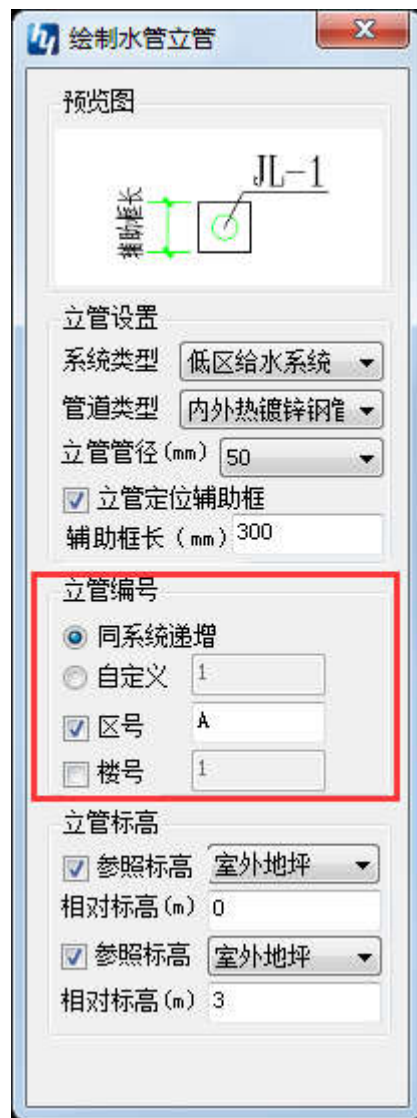 绘制水管立管
预览图
JL-1
辅助框长
立管设置
系统类型 低区给水系统
管道类型 内外热镀锌钢管
立管管径(mm) 50
立管定位辅助框
辅助框长(mm) 300
立管编号
同系统递增
自定义 1
区号 A
楼号 1
立管标高
参照标高 室外地坪
相对标高(m) 0
参照标高 室外地坪
相对标高(m) 3